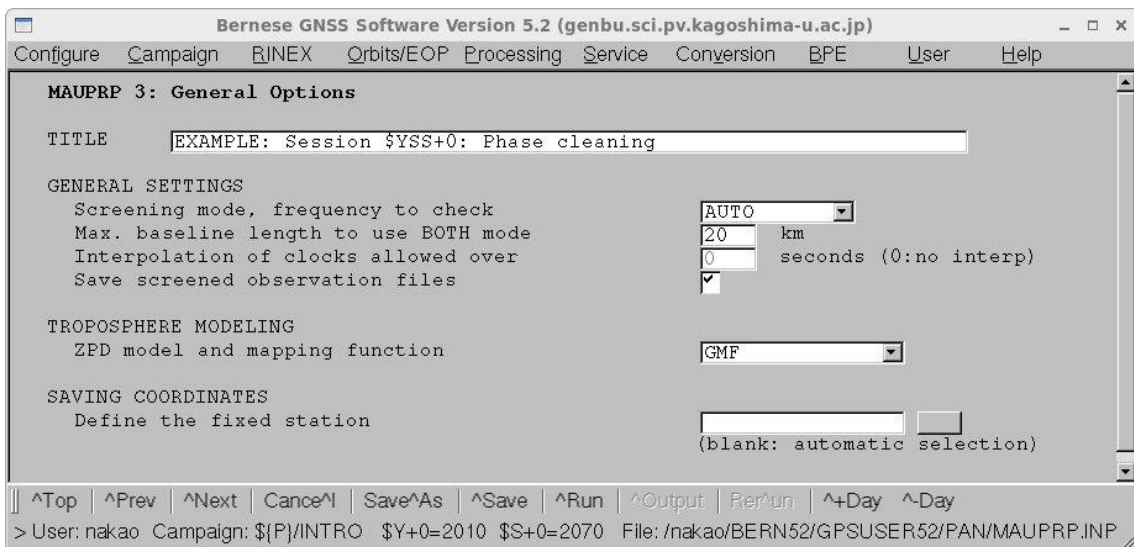 Bernese GNSS Software Version 5.2 (genbu.sci.pv.kagoshima-u.ac.jp)
Configure Campaign RINEX Orbits/EOP Processing Service Conversion BPE User Help
MAUPRP 3: General Options
TITLE EXAMPLE: Session $YSS+0: Phase cleaning
GENERAL SETTINGS
Screening mode, frequency to check AUTO
Max. baseline length to use BOTH mode 20 km
Interpolation of clocks allowed over 0 seconds (0:no interp)
Save screened observation files
TROPOSPHERE MODELING
ZPD model and mapping function GMF
SAVING COORDINATES
Define the fixed station
(blank: automatic selection)
^Top | ^Prev | ^Next | Cance^l | Save^As | ^Save | ^Run | ^Output | Rer^un | ^+Day ^-Day
> User: nakao Campaign: ${P}/INTRO $Y+0=2010 $S+0=2070 File: /nakao/BERN52/GPSUSER52/PAN/MAUPRP.INP